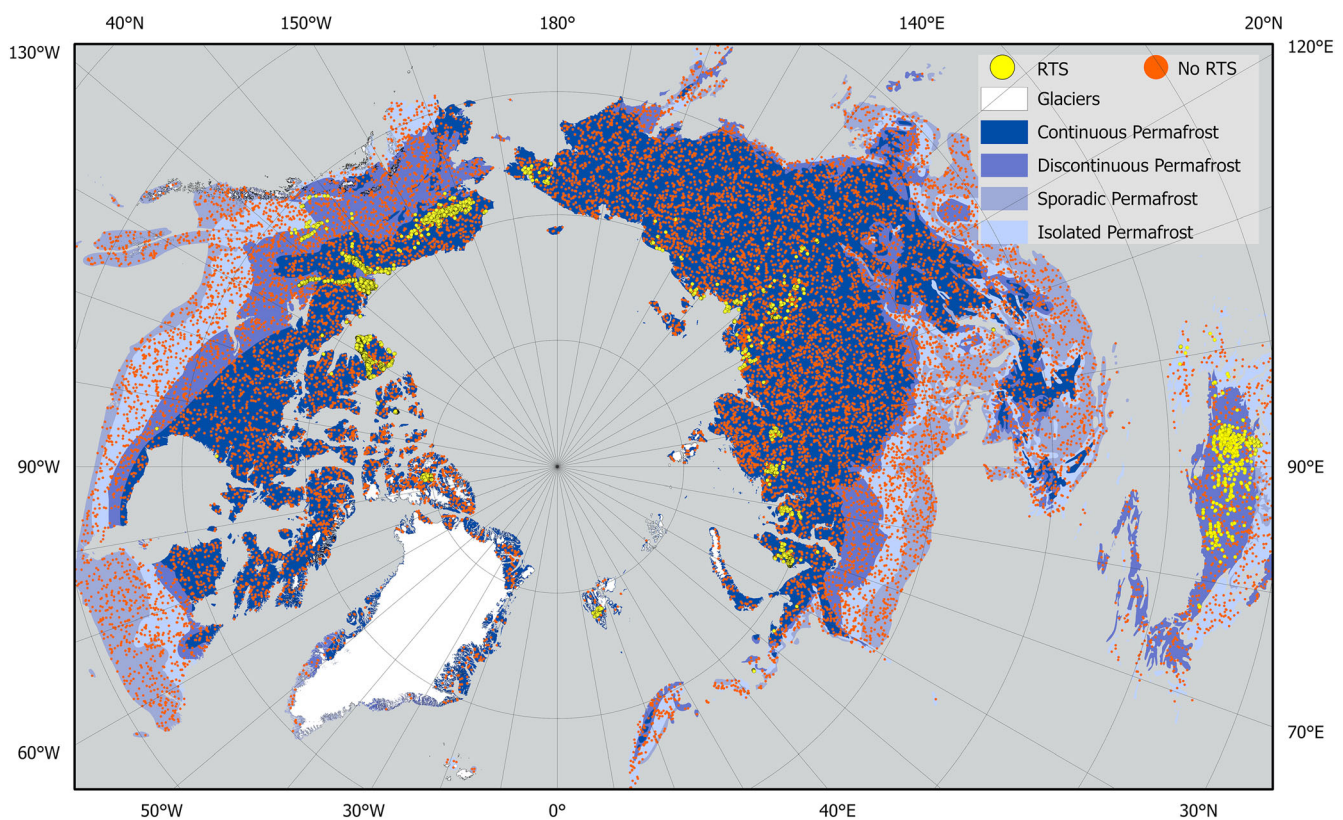 40°N 150°W 180° 140°E 20°N
130°W 120°E
RTS No RTS
Glaciers
Continuous Permafrost
Discontinuous Permafrost
Sporadic Permafrost
Isolated Permafrost
90°W 90°E
60°W 70°E
50°W 30°W 0° 40°E 30°N